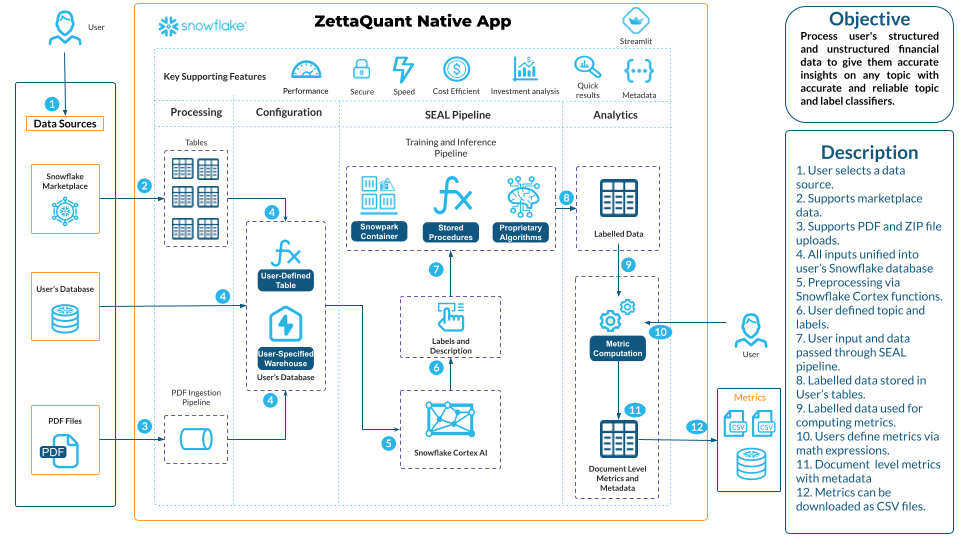 ZettaQuant Native App
snowflake
Streamlit
User
1
Data Sources
Snowflake
Marketplace
User's Database
PDF Files
PDF
Key Supporting Features
Performance
Secure
Speed
Cost Efficient
Investment analysis
Quick
results
Metadata
Processing
Configuration
SEAL Pipeline
Analytics
Tables
2
3
PDF Ingestion
Pipeline
4
4
4
User-Defined
Table
User-Specified
Warehouse
User's Database
Training and Inference
Pipeline
Snowpark
Container
Stored
Procedures
Proprietary
Algorithms
7
Labels and
Description
6
5
Snowflake Cortex AI
8
Labelled Data
9
Metric
Computation
10
User
11
Document Level
Metrics and
Metadata
12
Metrics
CSV
CSV
Objective
Process user's structured
and unstructured financial
data to give them accurate
insights on any topic with
accurate and reliable topic
and label classifiers.
Description
1. User selects a data
source.
2. Supports marketplace
data.
3. Supports PDF and ZIP file
uploads.
4. All inputs unified into
user's Snowflake database
5. Preprocessing via
Snowflake Cortex functions.
6. User defined topic and
labels.
7. User input and data
passed through SEAL
pipeline.
8. Labelled data stored in
User's tables.
9. Labelled data used for
computing metrics.
10. Users define metrics via
math expressions.
11. Document level metrics
with metadata
12. Metrics can be
downloaded as CSV files.